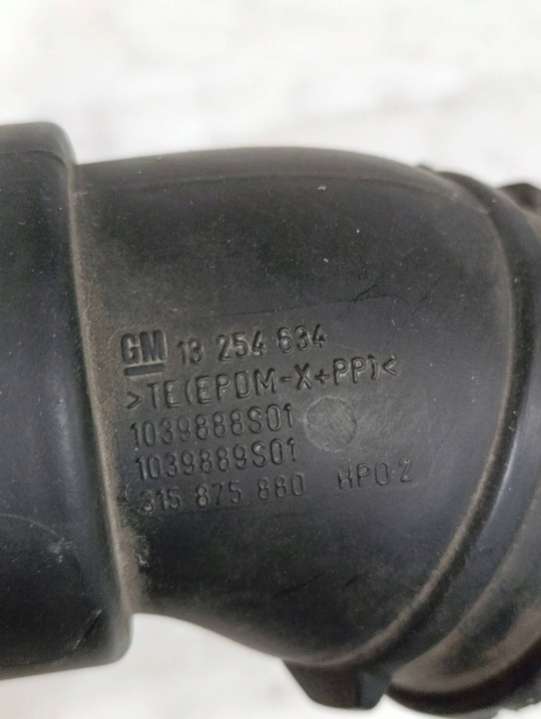 GM 13 254 634
>TE(EPDM-X+PP)<
1039888S01
1039889S01
315 875 880 HPO 2